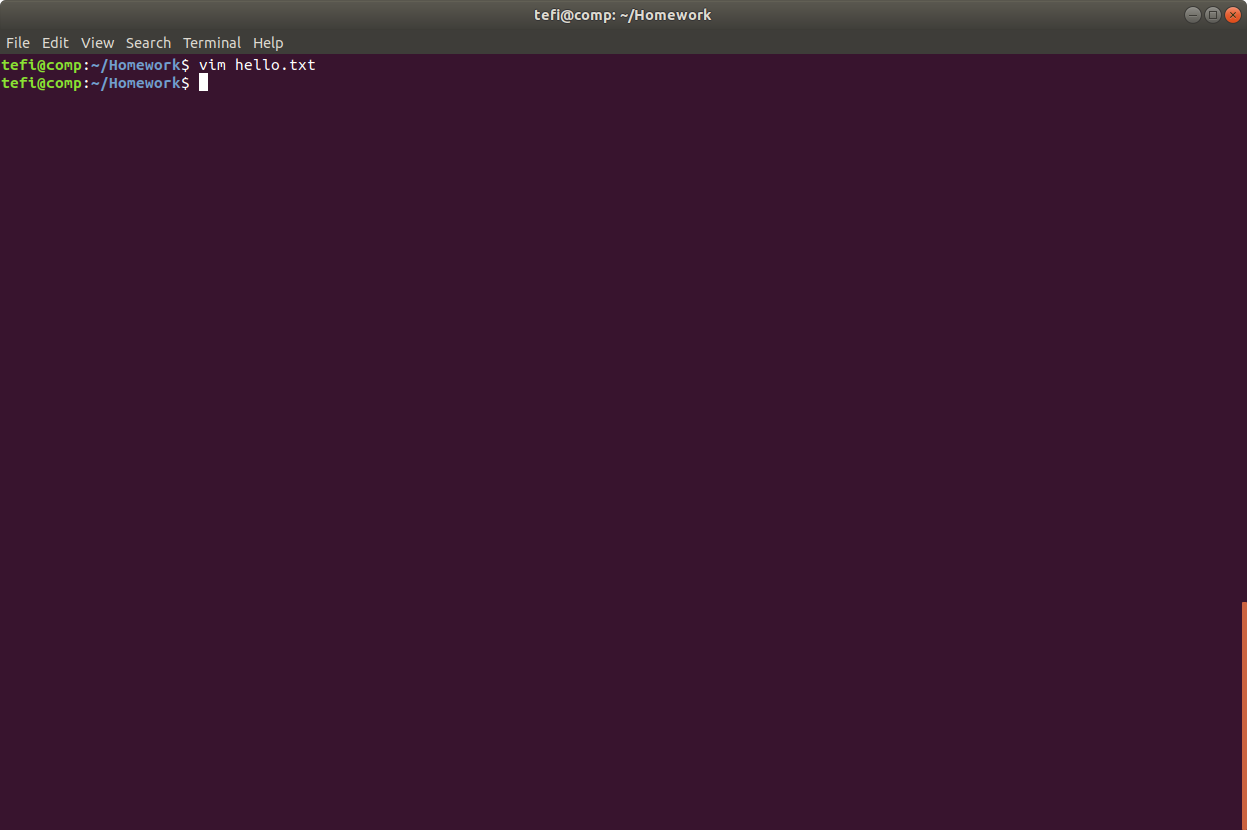 tefi@comp: ~/Homework
File Edit View Search Terminal Help
tefi@comp:~/Homework$ vim hello.txt
tefi@comp:~/Homework$